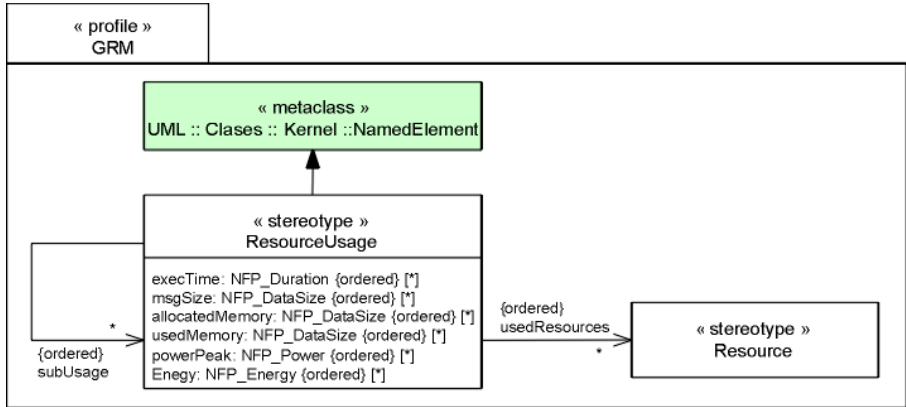 « profile »
GRM
« metaclass »
UML :: Clases :: Kernel ::NamedElement
« stereotype »
ResourceUsage
execTime: NFP_Duration {ordered} [*]
msgSize: NFP_DataSize {ordered} [*]
allocatedMemory: NFP_DataSize {ordered} [*]
usedMemory: NFP_DataSize {ordered} [*]
powerPeak: NFP_Power {ordered} [*]
Enegy: NFP_Energy {ordered} [*]
*
{ordered}
subUsage
{ordered}
usedResources
*
« stereotype »
Resource